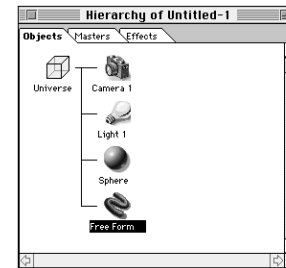 Hierarchy of Untitled-1
Objects Masters Effects
Universe
Camera 1
Light 1
Sphere
Free Form